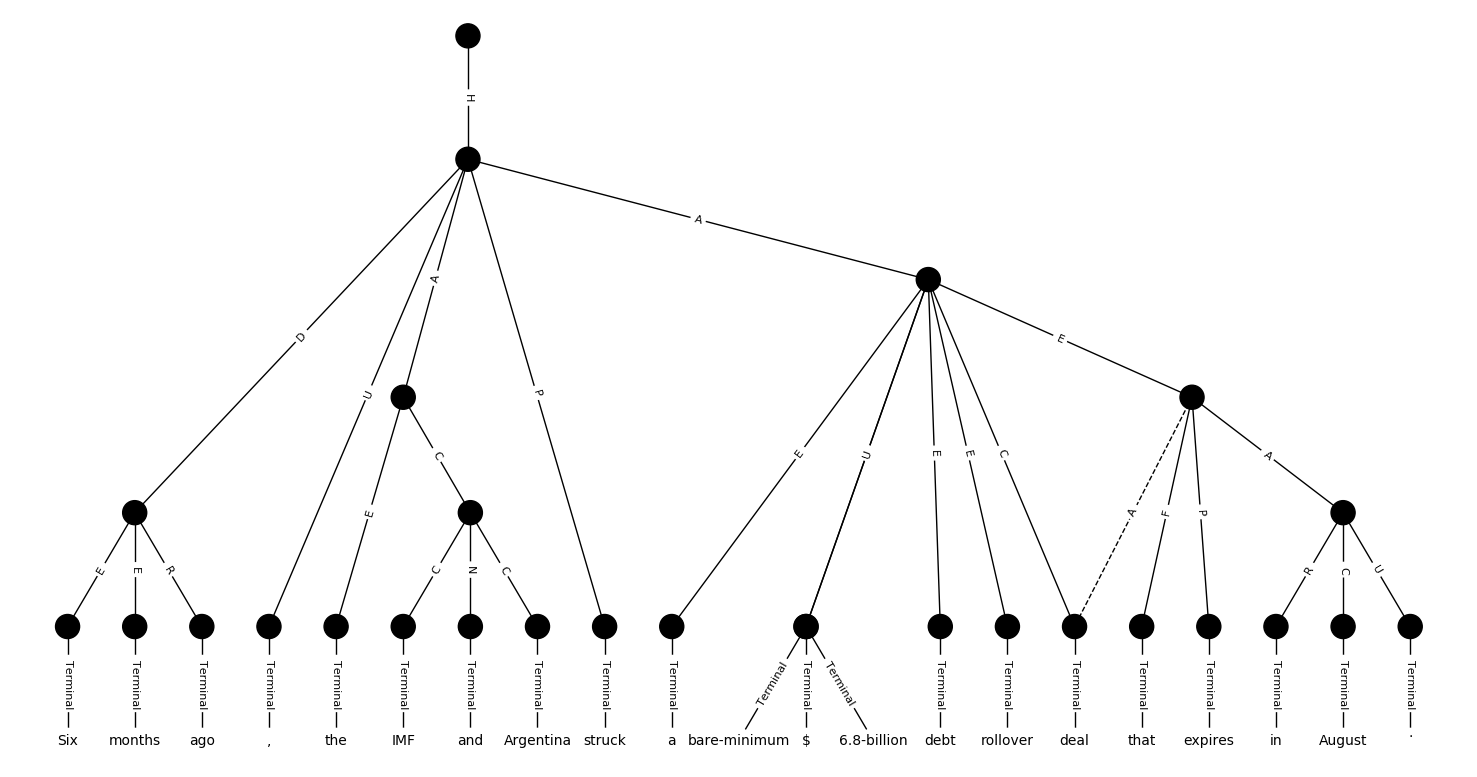 H
A
A
D
E
U
P
E
U
E
E
C
C
A
E
A
F
P
E
E
R
C
N
C
R
C
U
Terminal Terminal Terminal Terminal Terminal Terminal Terminal Terminal Terminal Terminal Terminal Terminal Terminal Terminal Terminal Terminal Terminal Terminal Terminal Terminal Terminal
Six months ago , the IMF and Argentina struck a bare-minimum $ 6.8-billion debt rollover deal that expires in August .